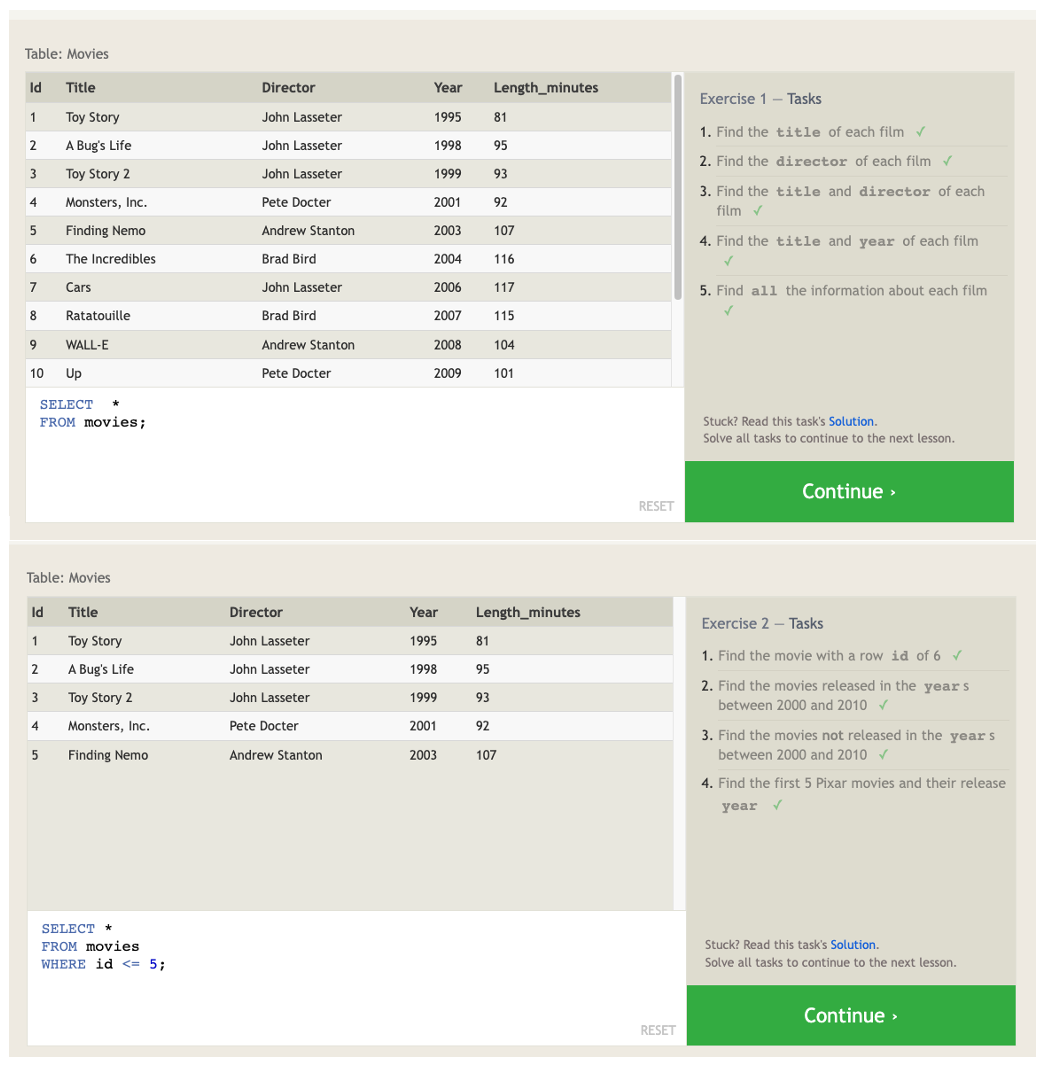 Table: Movies
Id Title Director Year Length_minutes
1 Toy Story John Lasseter 1995 81
2 A Bug's Life John Lasseter 1998 95
3 Toy Story 2 John Lasseter 1999 93
4 Monsters, Inc. Pete Docter 2001 92
5 Finding Nemo Andrew Stanton 2003 107
6 The Incredibles Brad Bird 2004 116
7 Cars John Lasseter 2006 117
8 Ratatouille Brad Bird 2007 115
9 WALL-E Andrew Stanton 2008 104
10 Up Pete Docter 2009 101
SELECT *
FROM movies;
RESET
Exercise 1 — Tasks
1. Find the title of each film ✓
2. Find the director of each film ✓
3. Find the title and director of each
film ✓
4. Find the title and year of each film
✓
5. Find all the information about each film
✓
Stuck? Read this task's Solution.
Solve all tasks to continue to the next lesson.
Continue ›
Table: Movies
Id Title Director Year Length_minutes
1 Toy Story John Lasseter 1995 81
2 A Bug's Life John Lasseter 1998 95
3 Toy Story 2 John Lasseter 1999 93
4 Monsters, Inc. Pete Docter 2001 92
5 Finding Nemo Andrew Stanton 2003 107
SELECT *
FROM movies
WHERE id <= 5;
RESET
Exercise 2 — Tasks
1. Find the movie with a row id of 6 ✓
2. Find the movies released in the years
between 2000 and 2010 ✓
3. Find the movies not released in the years
between 2000 and 2010 ✓
4. Find the first 5 Pixar movies and their release
year ✓
Stuck? Read this task's Solution.
Solve all tasks to continue to the next lesson.
Continue ›